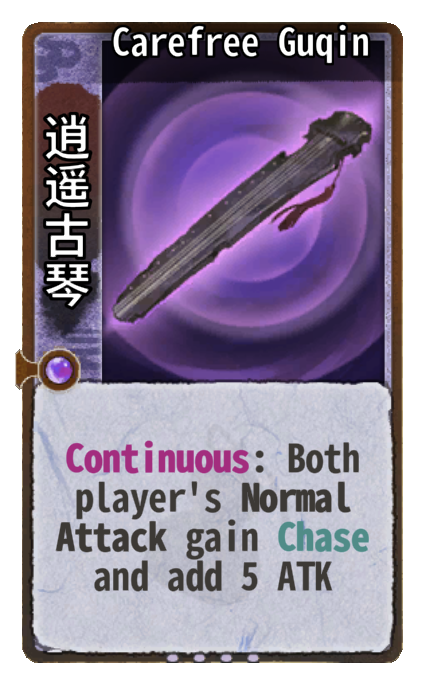 Carefree Guqin
逍遥古琴
Continuous: Both
player's Normal
Attack gain Chase
and add 5 ATK